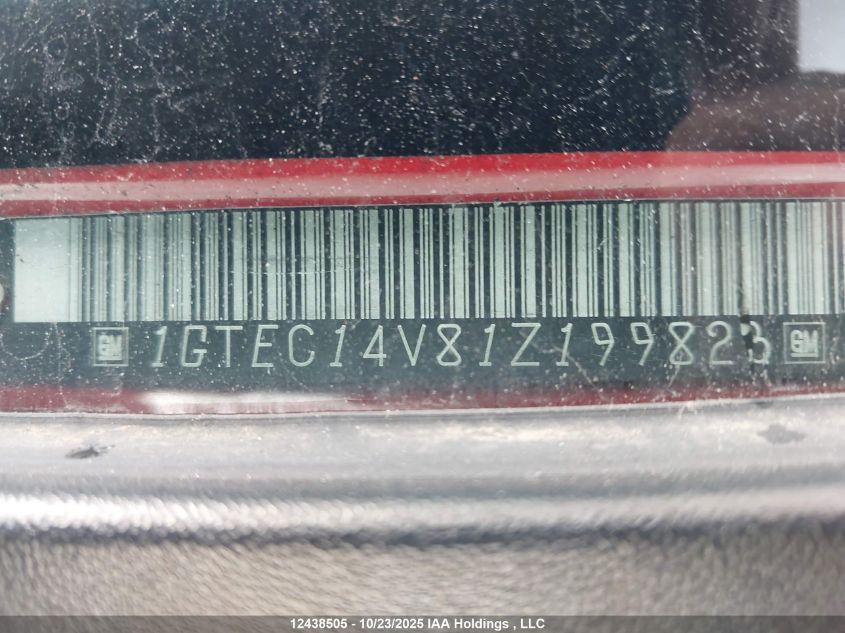 GM 1GTEC14V81Z199823 GM
12438505 - 10/23/2025 IAA Holdings , LLC